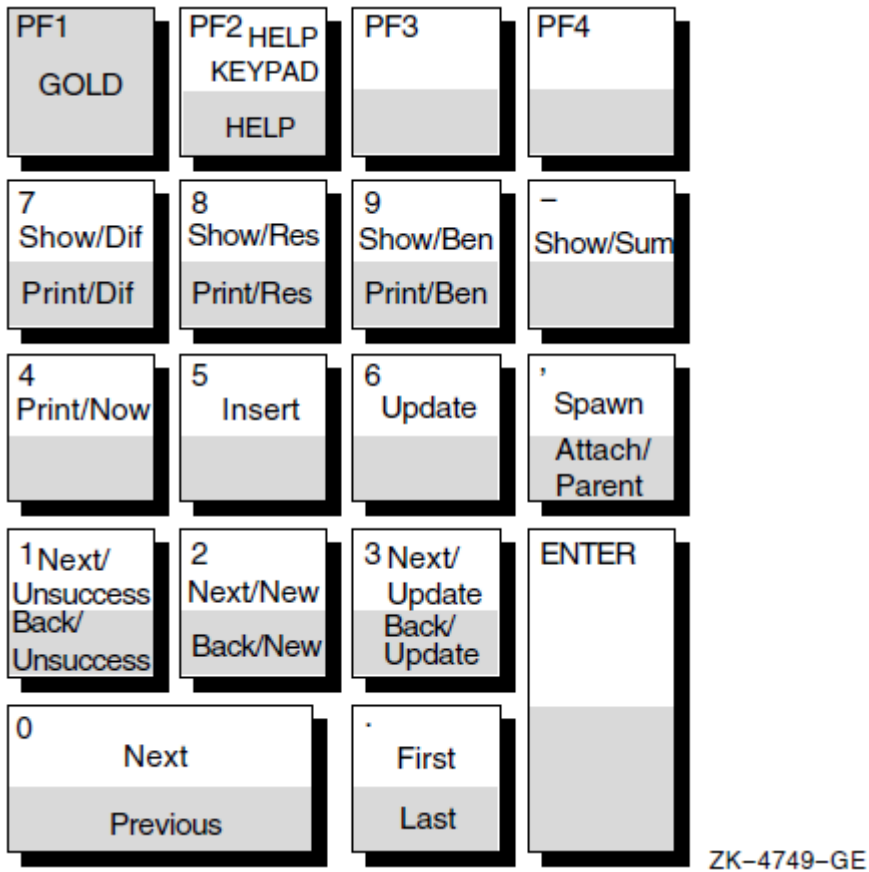 PF1
GOLD
PF2 HELP
KEYPAD
HELP
PF3
PF4
7
Show/Dif
Print/Dif
8
Show/Res
Print/Res
9
Show/Ben
Print/Ben
–
Show/Sum
4
Print/Now
5
Insert
6
Update
,
Spawn
Attach/
Parent
1 Next/
Unsuccess
Back/
Unsuccess
2
Next/New
Back/New
3 Next/
Update
Back/
Update
ENTER
0
Next
Previous
.
First
Last
ZK–4749–GE